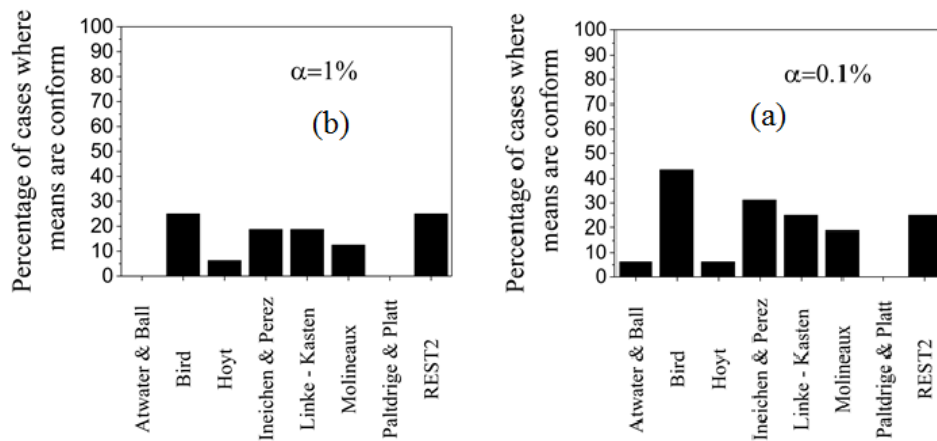 Percentage of cases where
means are conform
100
90
80
70
60
50
40
30
20
10
0
α=1%
(b)
Atwater & Ball
Bird
Hoyt
Ineichen & Perez
Linke - Kasten
Molineaux
Paltdrige & Platt
REST2
Percentage of cases where
means are conform
100
90
80
70
60
50
40
30
20
10
0
α=0.1%
(a)
Atwater & Ball
Bird
Hoyt
Ineichen & Perez
Linke - Kasten
Molineaux
Paltdrige & Platt
REST2